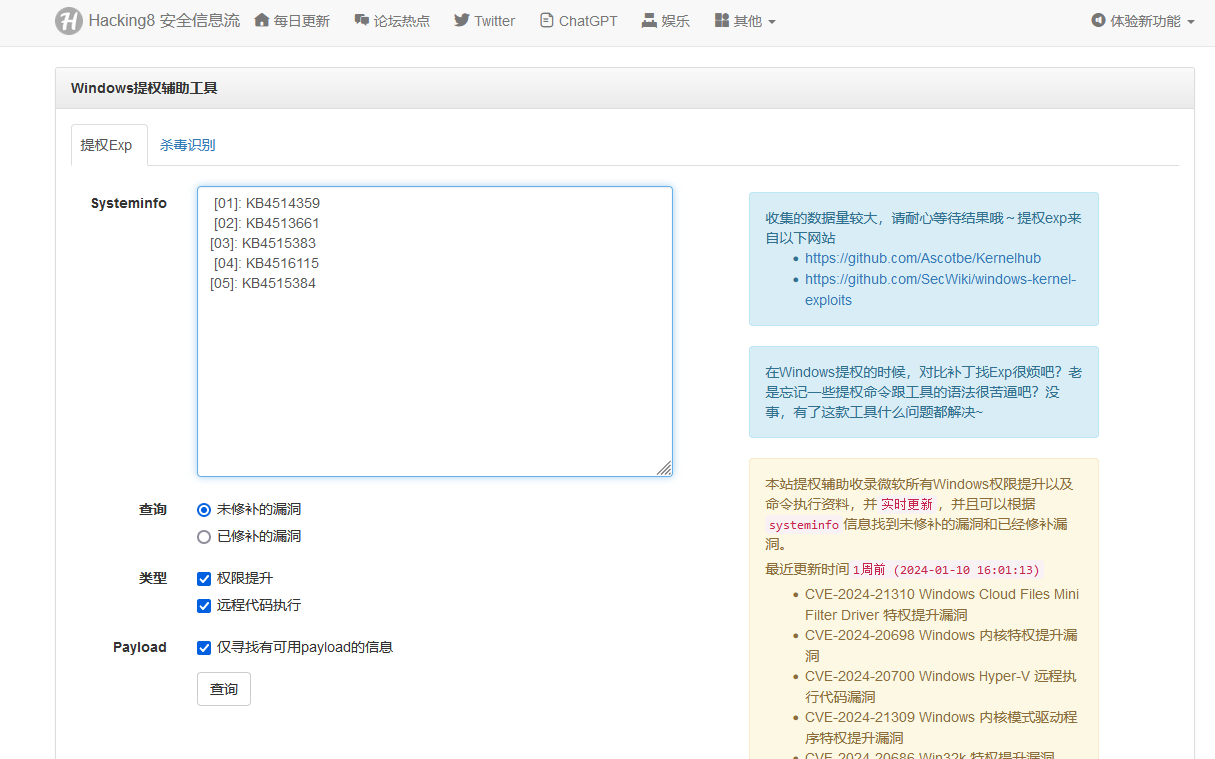 Hacking8 安全信息流 每日更新 论坛热点 Twitter ChatGPT 娱乐 其他 体验新功能
Windows提权辅助工具
提权Exp 杀毒识别
Systeminfo
[01]: KB4514359
[02]: KB4513661
[03]: KB4515383
[04]: KB4516115
[05]: KB4515384
查询
未修补的漏洞
已修补的漏洞
类型
权限提升
远程代码执行
Payload
仅寻找有可用payload的信息
查询
收集的数据量较大，请耐心等待结果哦～提权exp来
自以下网站
https://github.com/Ascotbe/Kernelhub
https://github.com/SecWiki/windows-kernel-
exploits
在Windows提权的时候，对比补丁找Exp很烦吧？老
是忘记一些提权命令跟工具的语法很苦逼吧？没
事，有了这款工具什么问题都解决~
本站提权辅助收录微软所有Windows权限提升以及
命令执行资料，并 实时更新 ，并且可以根据
systeminfo 信息找到未修补的漏洞和已经修补漏
洞。
最近更新时间 1周前 (2024-01-10 16:01:13)
CVE-2024-21310 Windows Cloud Files Mini
Filter Driver 特权提升漏洞
CVE-2024-20698 Windows 内核特权提升漏
洞
CVE-2024-20700 Windows Hyper-V 远程执
行代码漏洞
CVE-2024-21309 Windows 内核模式驱动程
序特权提升漏洞
CVE-2024-20686 Win32k 特权提升漏洞